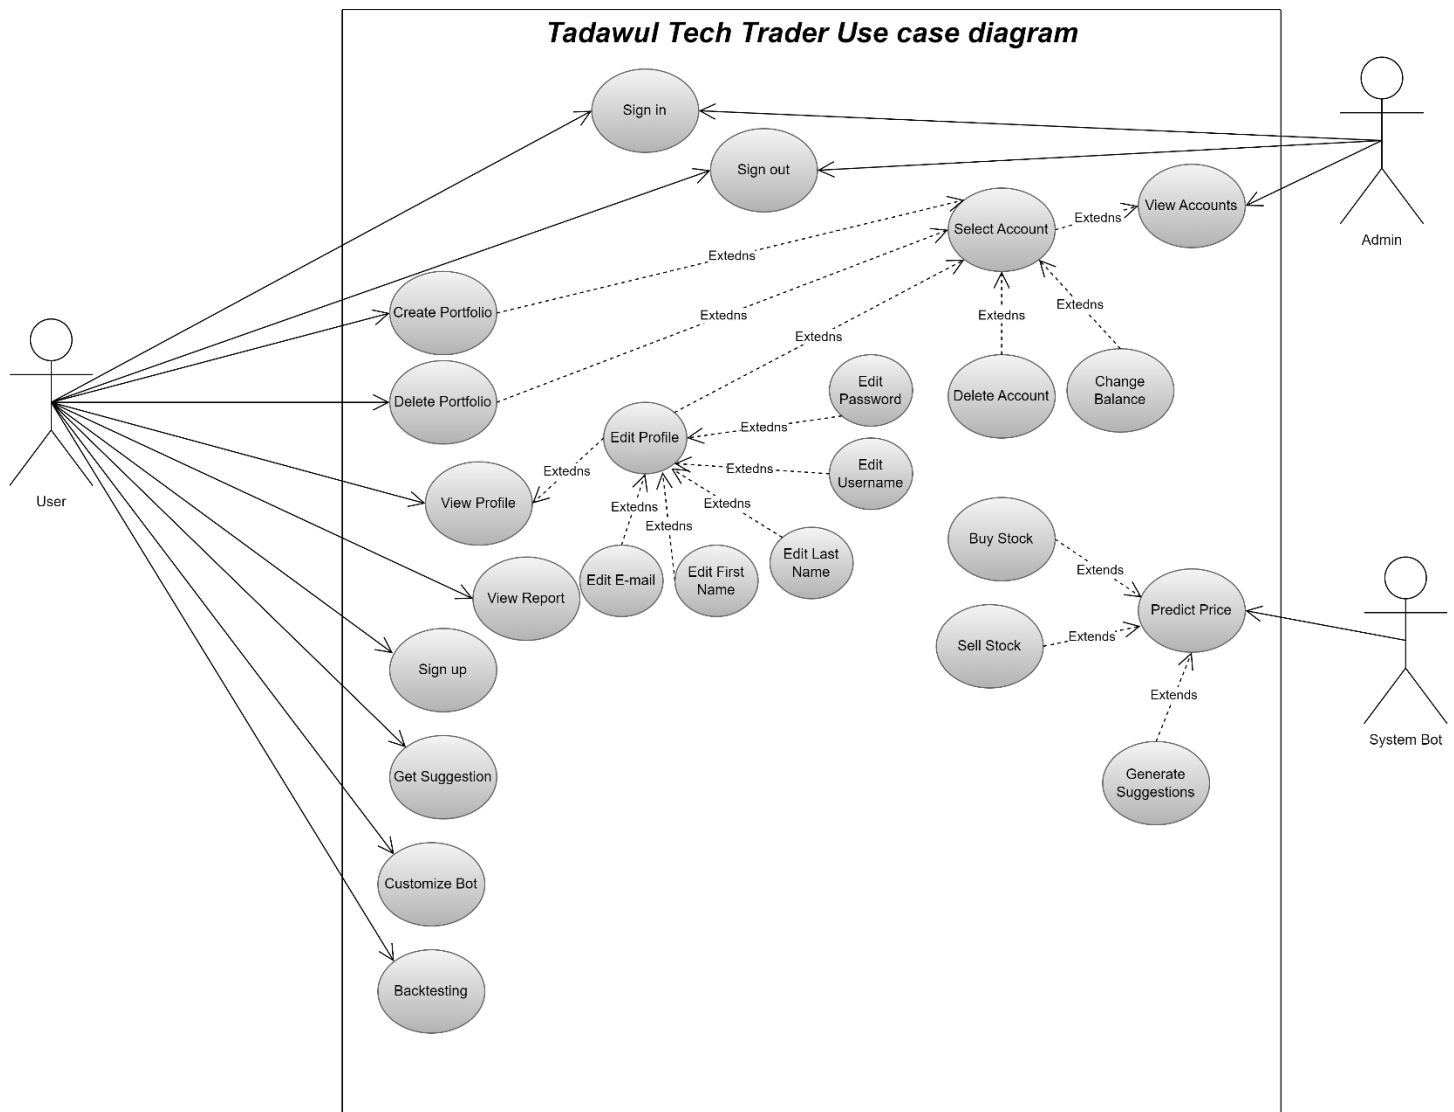 Tadawul Tech Trader Use case diagram
Sign in
Sign out
View Accounts
Select Account
Extedns
Admin
Extedns
Create Portfolio
Extedns
Extedns
Extedns
Extedns
Delete Portfolio
Edit
Password
Delete Account
Change
Balance
Extedns
Edit Profile
Extedns
Extedns
Edit
Username
User
View Profile
Extedns
Extedns
Extedns
Buy Stock
Edit E-mail
Edit First
Name
Edit Last
Name
Extends
View Report
Predict Price
Sell Stock
Extends
Sign up
Extends
System Bot
Get Suggestion
Generate
Suggestions
Customize Bot
Backtesting